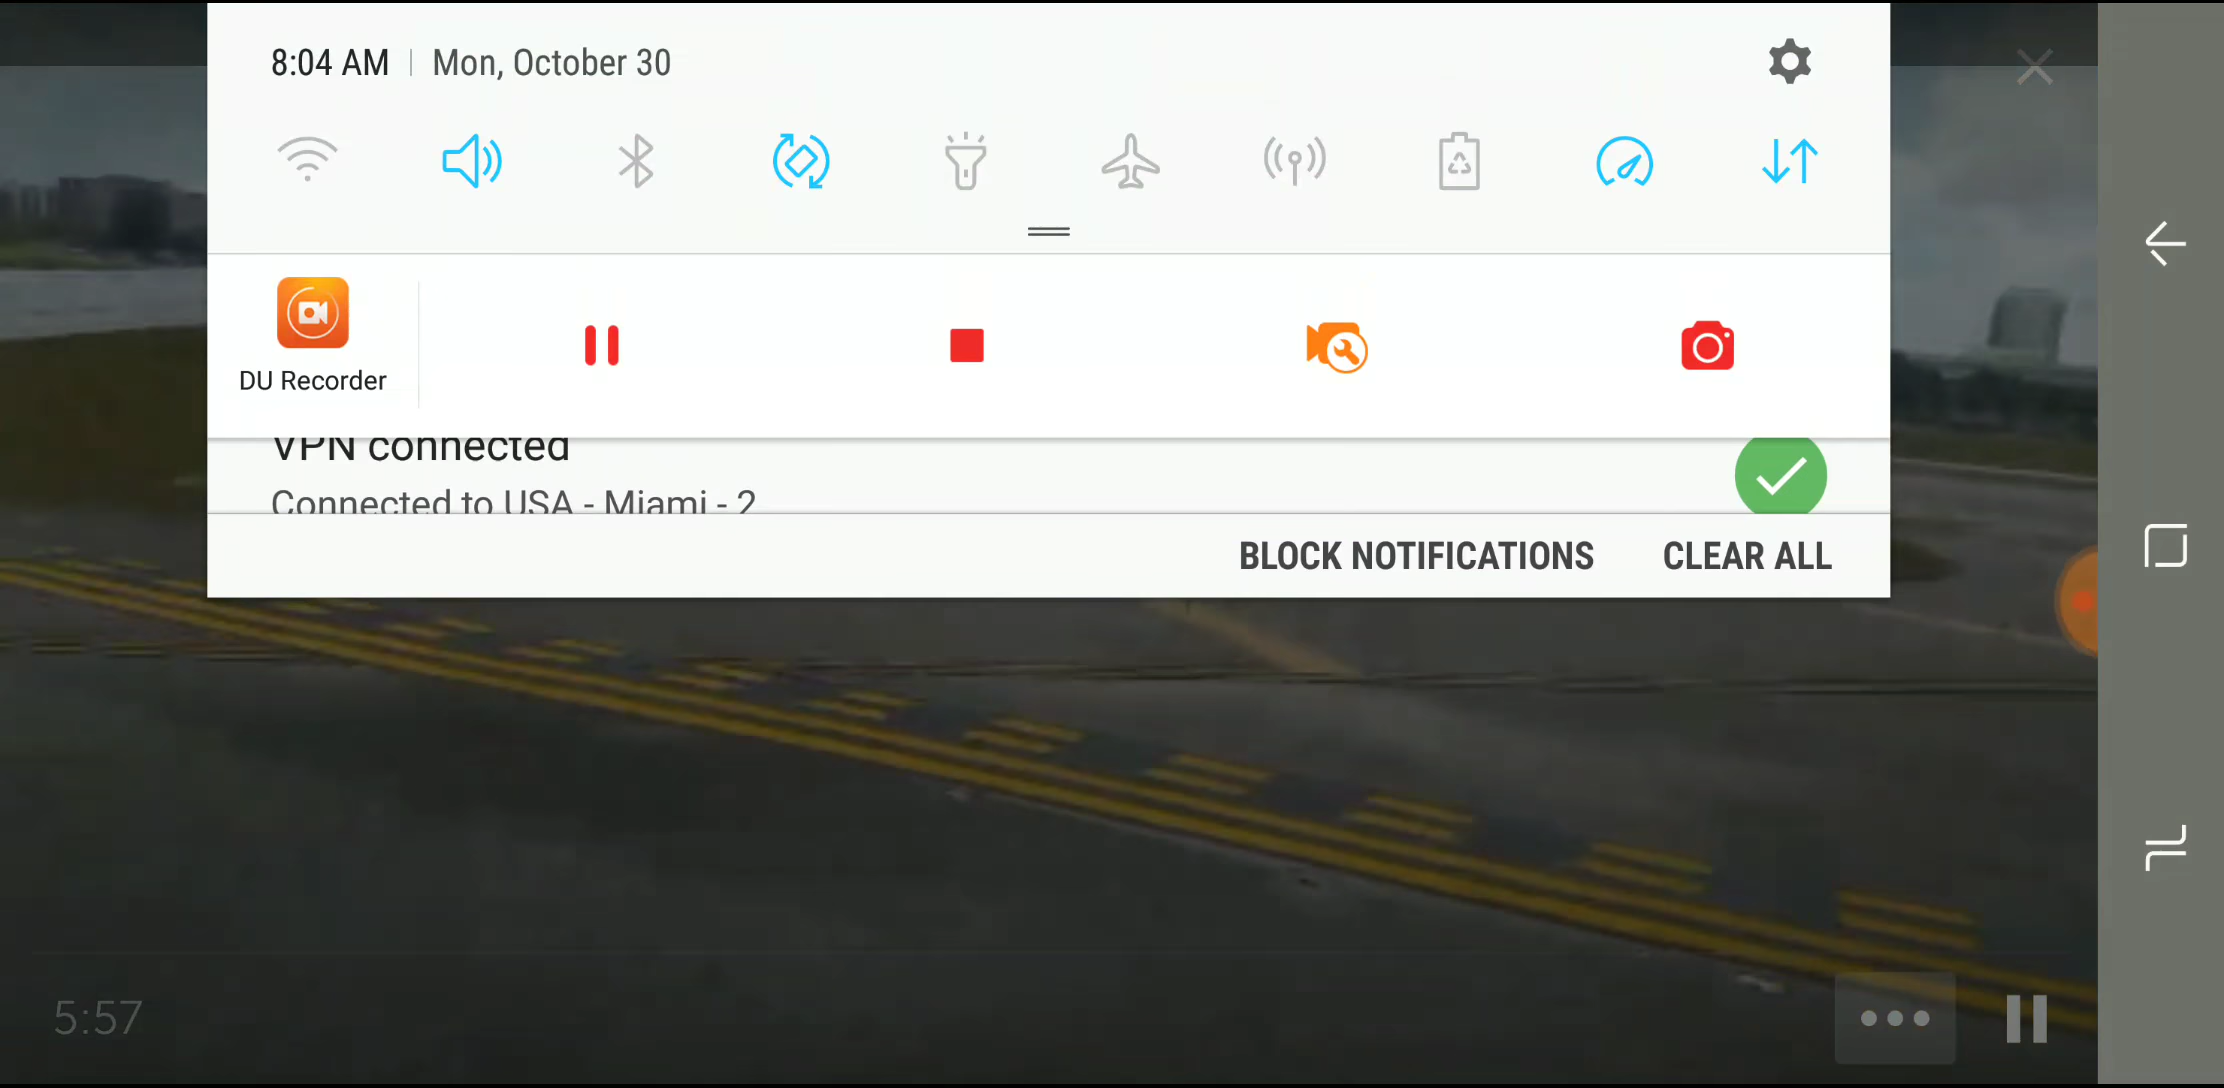 8:04 AM | Mon, October 30
DU Recorder
VPN connected
Connected to USA - Miami - 2
BLOCK NOTIFICATIONS CLEAR ALL
5:57